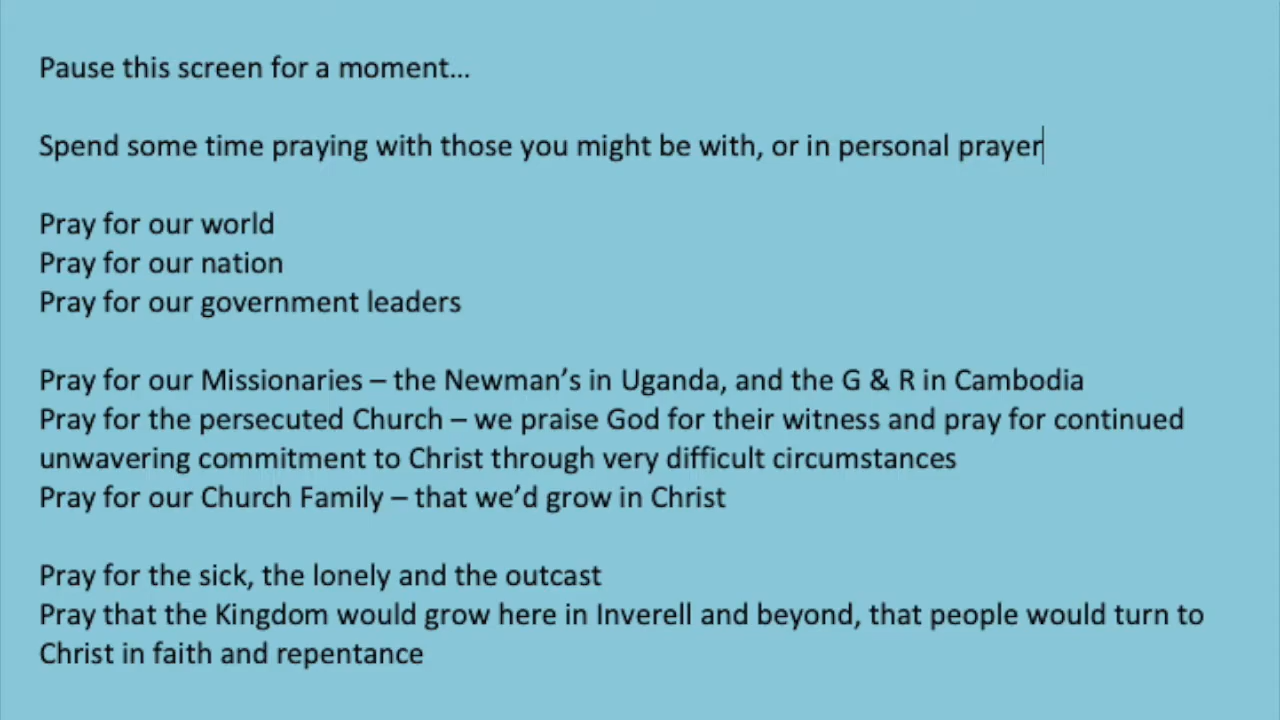 Pause this screen for a moment...
Spend some time praying with those you might be with, or in personal prayer
Pray for our world
Pray for our nation
Pray for our government leaders
Pray for our Missionaries – the Newman’s in Uganda, and the G & R in Cambodia
Pray for the persecuted Church – we praise God for their witness and pray for continued
unwavering commitment to Christ through very difficult circumstances
Pray for our Church Family – that we’d grow in Christ
Pray for the sick, the lonely and the outcast
Pray that the Kingdom would grow here in Inverell and beyond, that people would turn to
Christ in faith and repentance